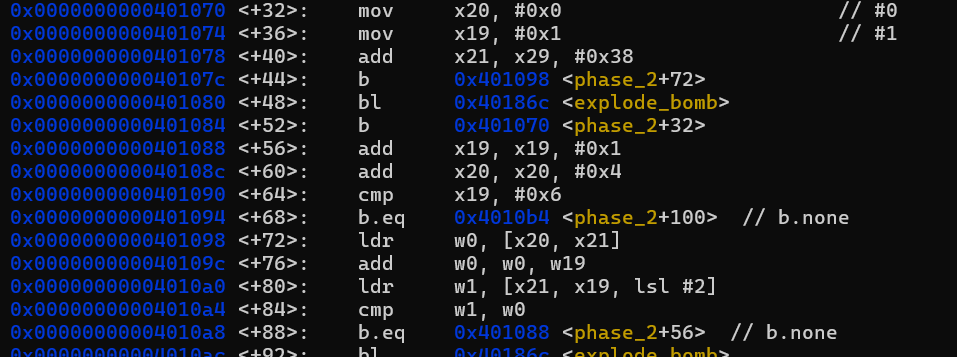 0x0000000000401070 <+32>: mov x20, #0x0 // #0
0x0000000000401074 <+36>: mov x19, #0x1 // #1
0x0000000000401078 <+40>: add x21, x29, #0x38
0x000000000040107c <+44>: b 0x401098 <phase_2+72>
0x0000000000401080 <+48>: bl 0x40186c <explode_bomb>
0x0000000000401084 <+52>: b 0x401070 <phase_2+32>
0x0000000000401088 <+56>: add x19, x19, #0x1
0x000000000040108c <+60>: add x20, x20, #0x4
0x0000000000401090 <+64>: cmp x19, #0x6
0x0000000000401094 <+68>: b.eq 0x4010b4 <phase_2+100> // b.none
0x0000000000401098 <+72>: ldr w0, [x20, x21]
0x000000000040109c <+76>: add w0, w0, w19
0x00000000004010a0 <+80>: ldr w1, [x21, x19, lsl #2]
0x00000000004010a4 <+84>: cmp w1, w0
0x00000000004010a8 <+88>: b.eq 0x401088 <phase_2+56> // b.none
0x00000000004010ac <+92>: bl 0x40186c <explode_bomb>